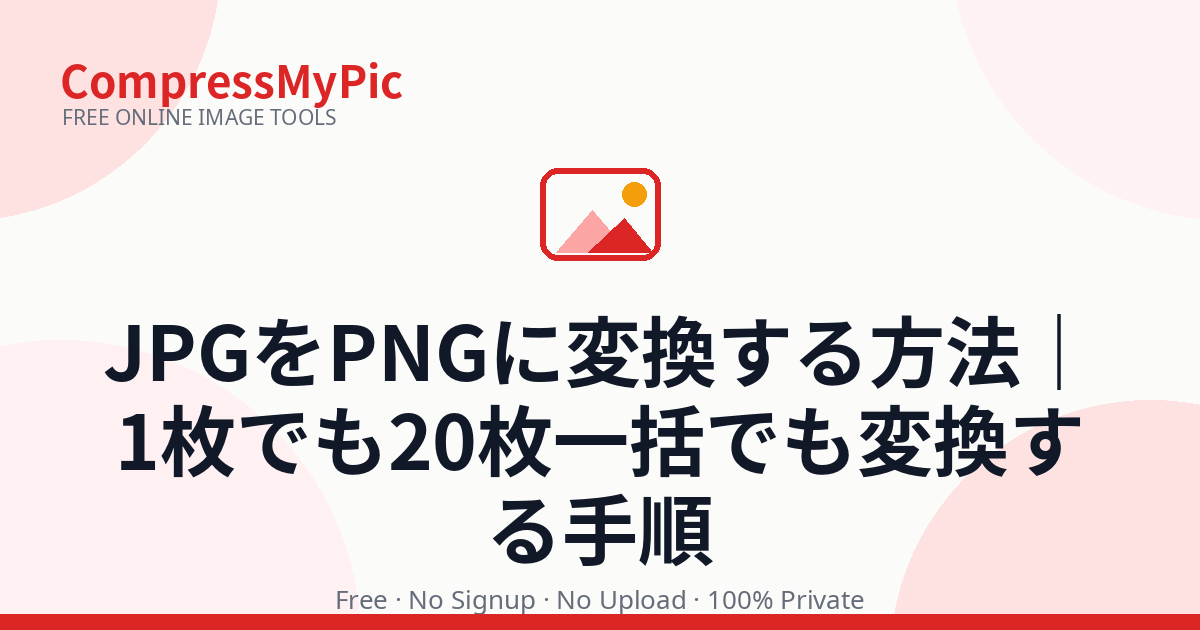 CompressMyPic
FREE ONLINE IMAGE TOOLS
JPGをPNGに変換する方法｜
1枚でも20枚一括でも変換す
る手順
Free · No Signup · No Upload · 100% Private